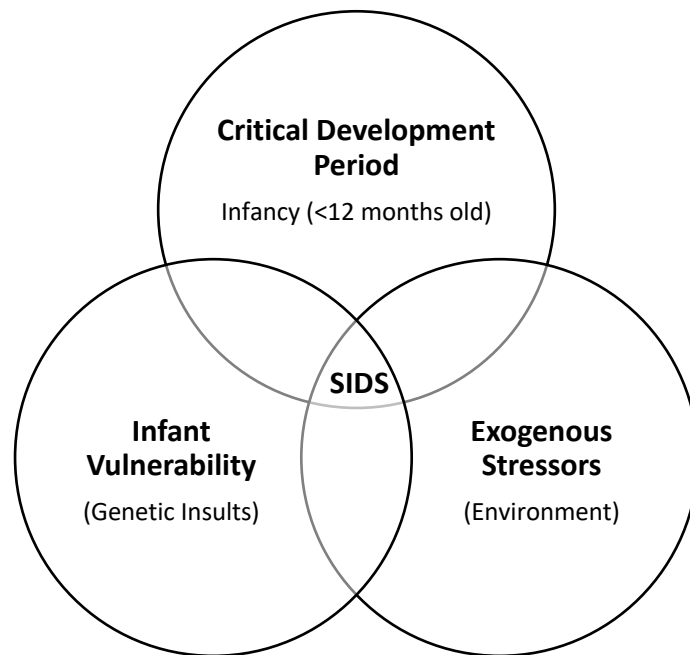 Critical Development
Period
Infancy (<12 months old)
SIDS
Infant
Vulnerability
(Genetic Insults)
Exogenous
Stressors
(Environment)